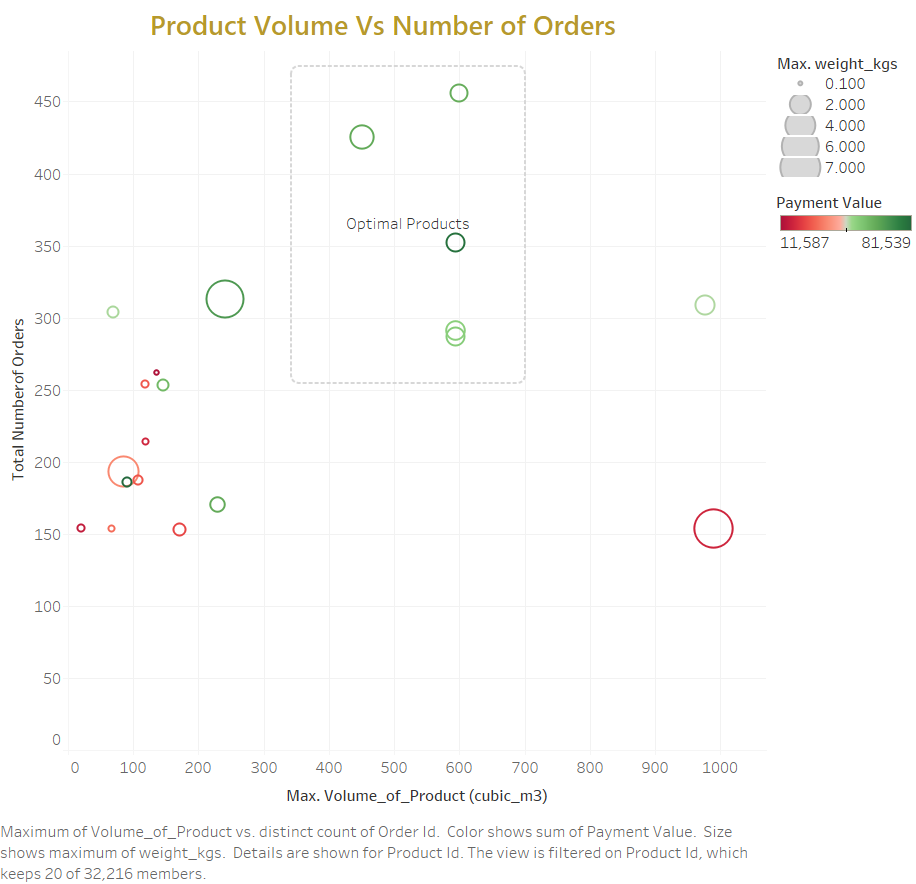 Product Volume Vs Number of Orders
Max. weight_kgs
0.100
2.000
4.000
6.000
7.000
Payment Value
11,587 81,539
Total Numberof Orders
450
400
350
300
250
200
150
100
50
0
Optimal Products
0 100 200 300 400 500 600 700 800 900 1000
Max. Volume_of_Product (cubic_m3)
Maximum of Volume_of_Product vs. distinct count of Order Id.  Color shows sum of Payment Value.  Size
shows maximum of weight_kgs.  Details are shown for Product Id. The view is filtered on Product Id, which
keeps 20 of 32,216 members.